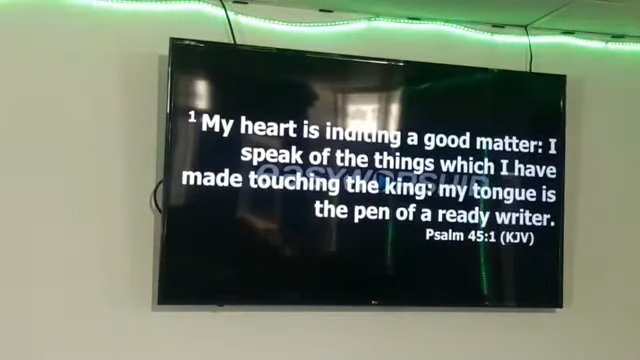 1 My heart is inditing a good matter: I
speak of the things which I have
made touching the king: my tongue is
the pen of a ready writer.
Psalm 45:1 (KJV)
easyworship